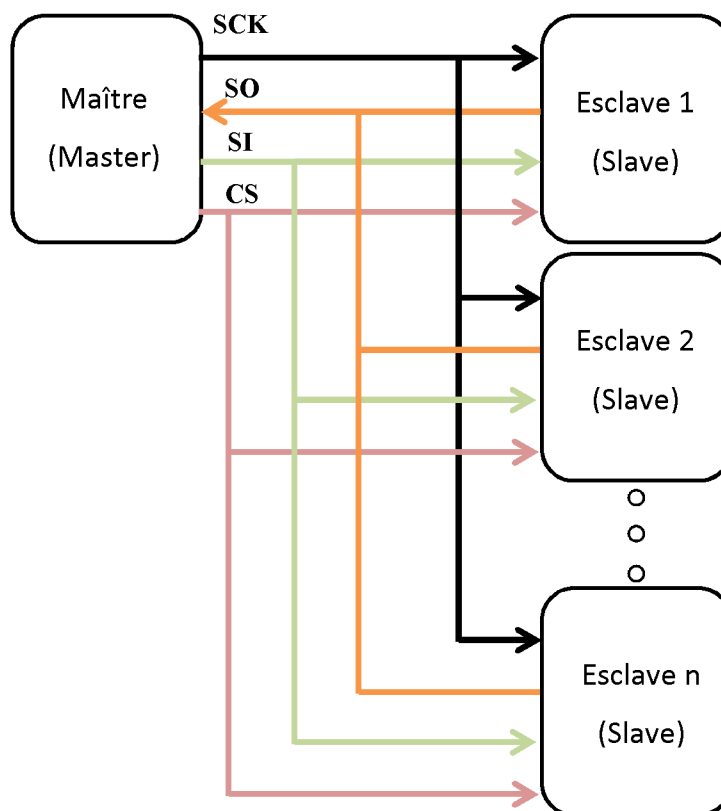 SCK
Maître
(Master)
SO
SI
CS
Esclave 1
(Slave)
Esclave 2
(Slave)
Esclave n
(Slave)